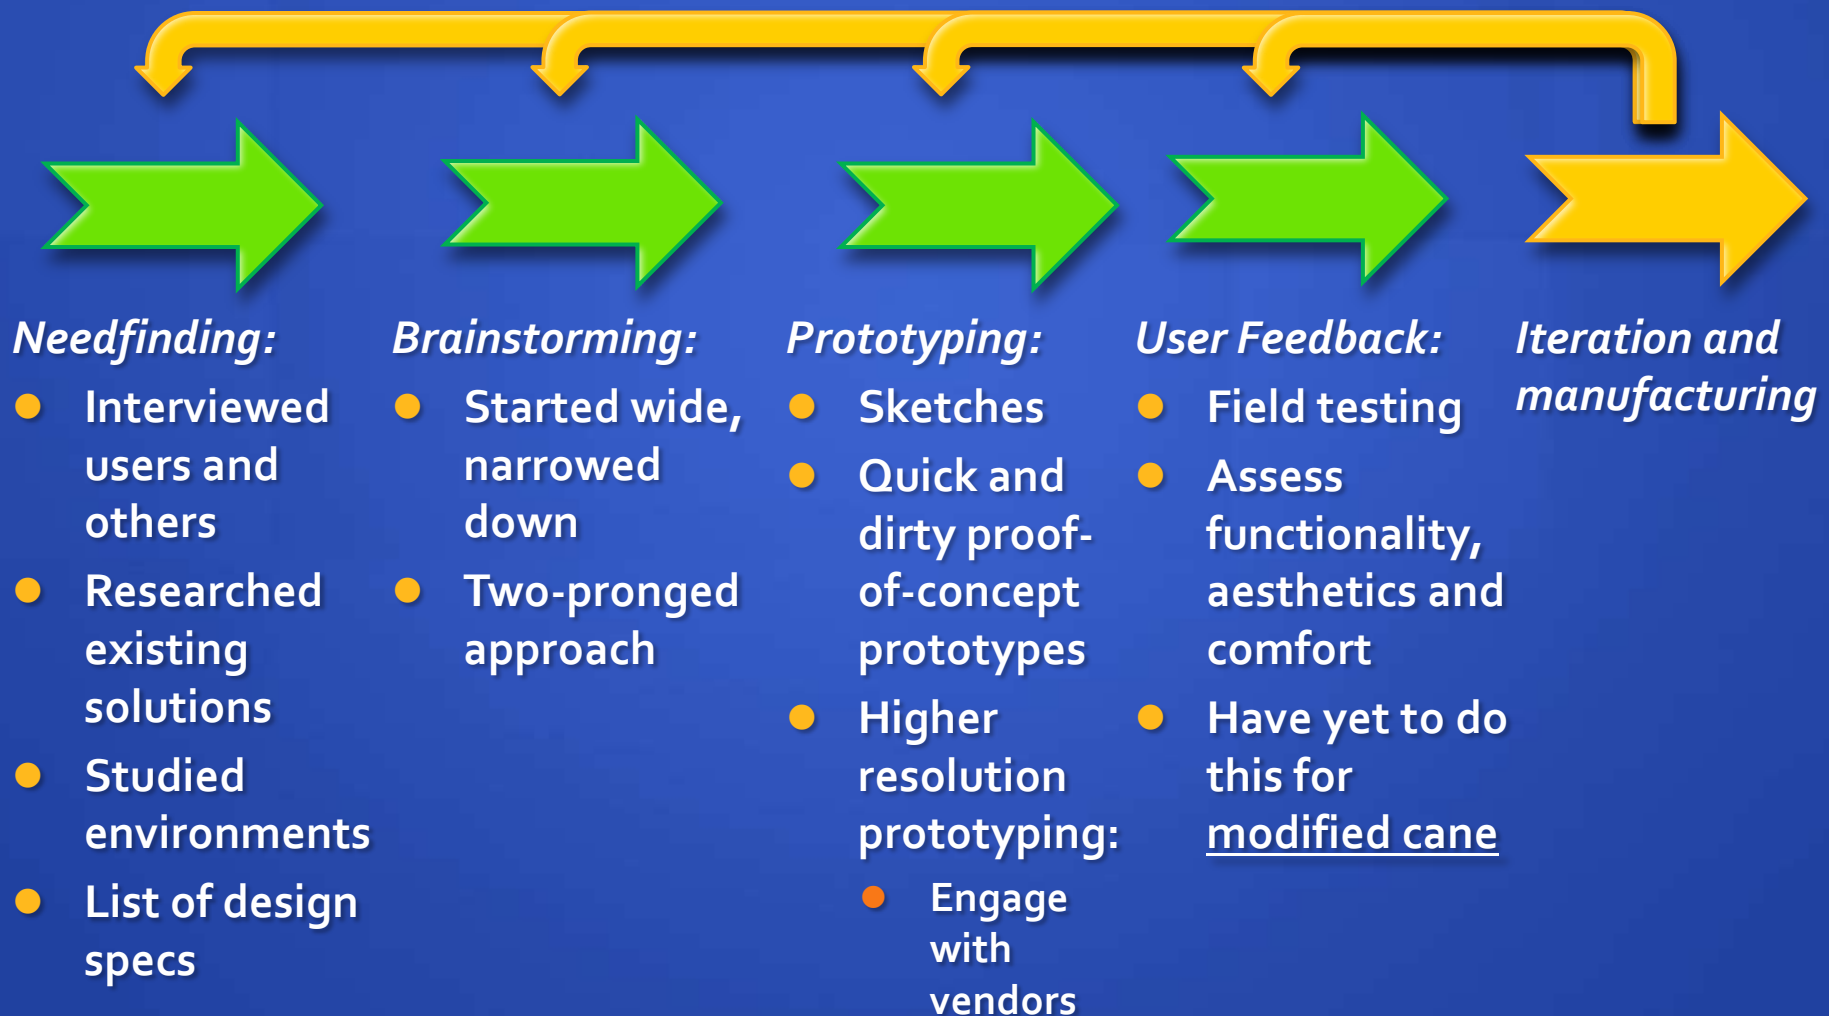 Needfinding:
Interviewed
users and
others
Researched
existing
solutions
Studied
environments
List of design
specs
Brainstorming:
Started wide,
narrowed
down
Two-pronged
approach
Prototyping:
Sketches
Quick and
dirty proof-
of-concept
prototypes
Higher
resolution
prototyping:
Engage
with
vendors
User Feedback:
Field testing
Assess
functionality,
aesthetics and
comfort
Have yet to do
this for
modified cane
Iteration and
manufacturing